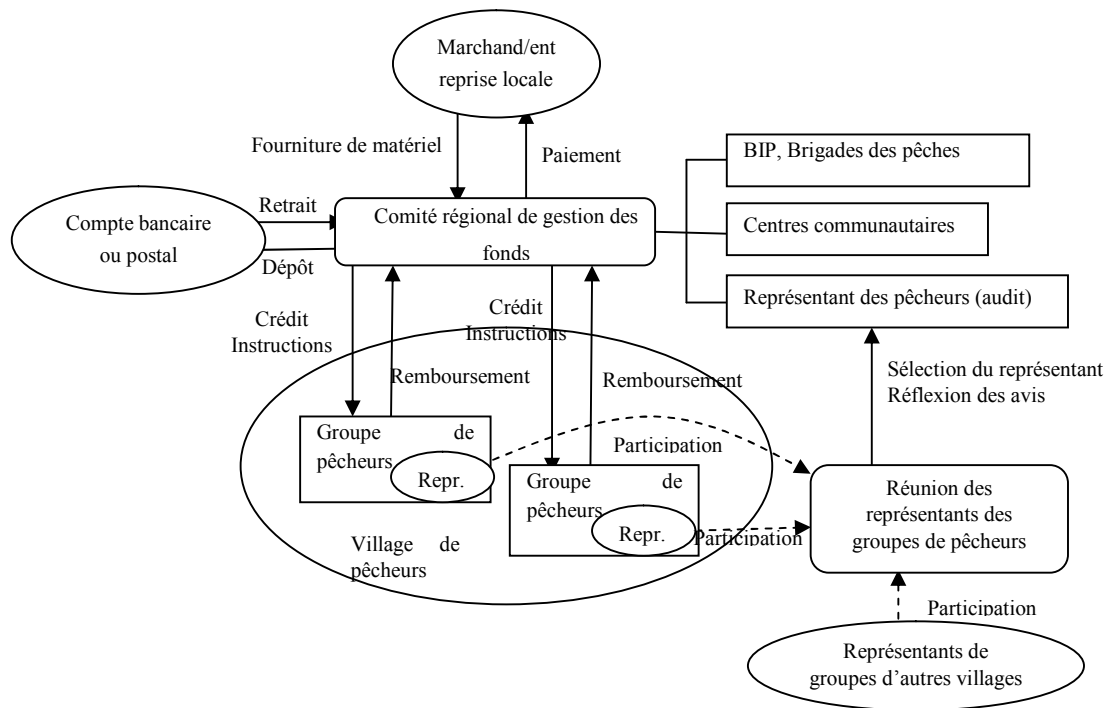 Marchand/ent
reprise locale
Fourniture de matériel
Paiement
BIP, Brigades des pêches
Retrait
Compte bancaire
ou postal
Comité régional de gestion des
fonds
Centres communautaires
Dépôt
Représentant des pêcheurs (audit)
Crédit
Instructions
Crédit
Instructions
Remboursement
Remboursement
Sélection du représentant
Réflexion des avis
Groupe de
pêcheurs
Repr.
Participation
Groupe de
pêcheurs
Repr.
Participation
Réunion des
représentants des
groupes de pêcheurs
Village de
pêcheurs
Participation
Représentants de
groupes d’autres villages